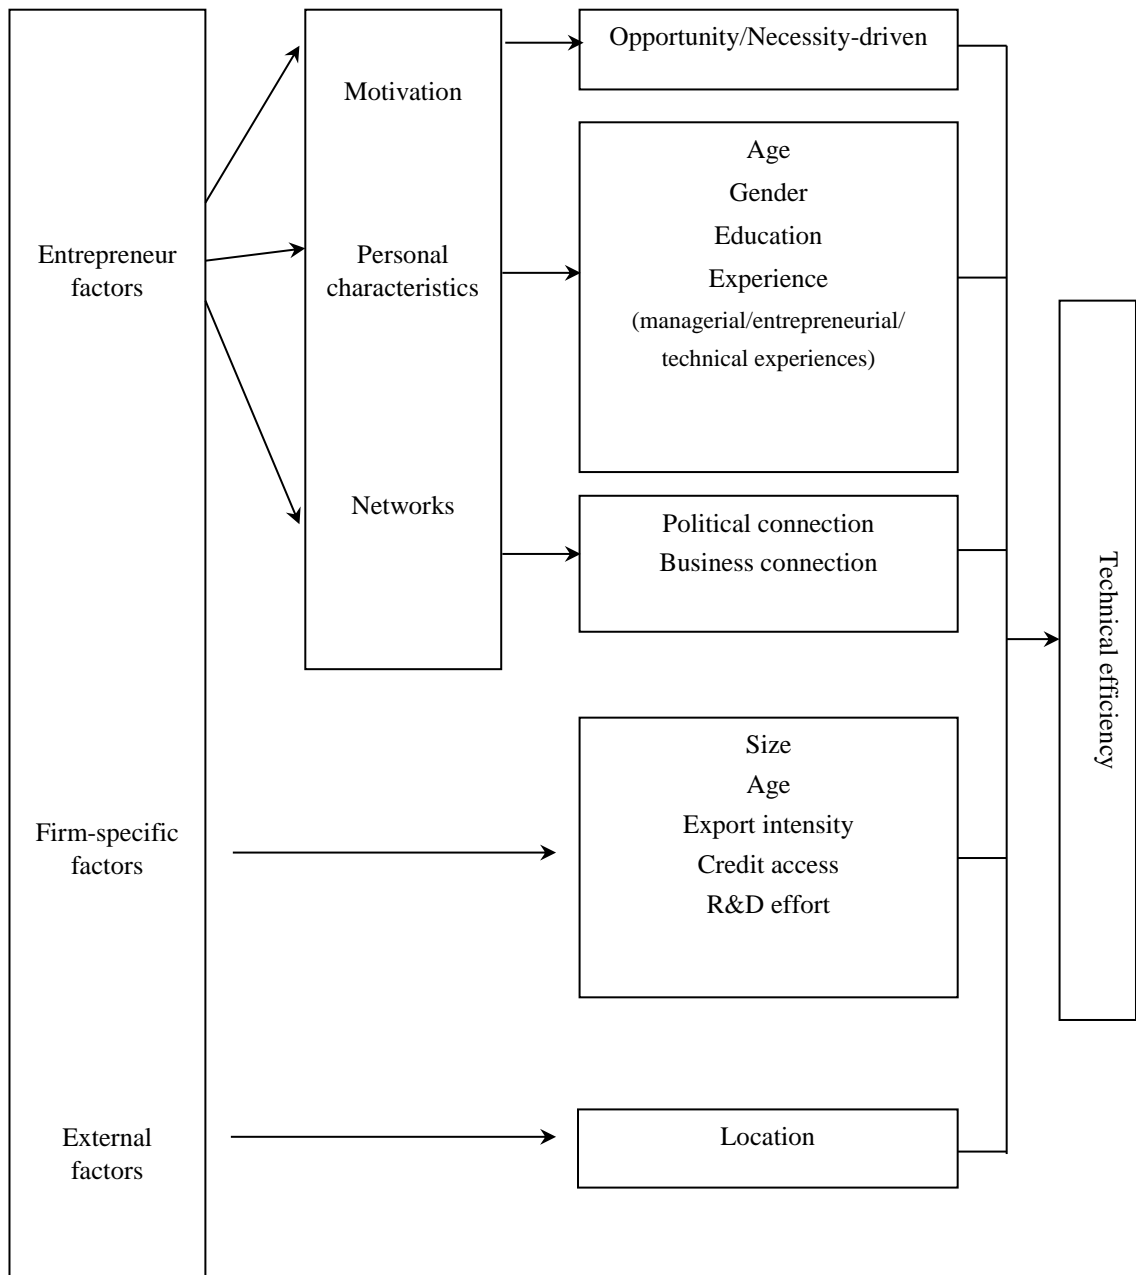 Entrepreneur
factors
Firm-specific
factors
External
factors
Motivation
Personal
characteristics
Networks
Opportunity/Necessity-driven
Age
Gender
Education
Experience
(managerial/entrepreneurial/
technical experiences)
Political connection
Business connection
Size
Age
Export intensity
Credit access
R&D effort
Location
Technical efficiency